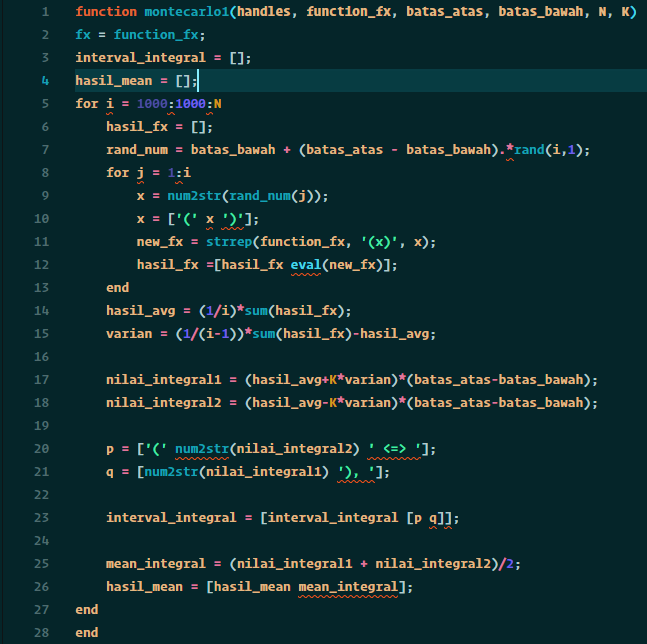 1 function montecarlo1(handles, function_fx, batas_atas, batas_bawah, N, K)
2 fx = function_fx;
3 interval_integral = [];
4 hasil_mean = [];
5 for i = 1000:1000:N
6 hasil_fx = [];
7 rand_num = batas_bawah + (batas_atas - batas_bawah).*rand(i,1);
8 for j = 1:i
9 x = num2str(rand_num(j));
10 x = ['(' x ')'];
11 new_fx = strrep(function_fx, '(x)', x);
12 hasil_fx =[hasil_fx eval(new_fx)];
13 end
14 hasil_avg = (1/i)*sum(hasil_fx);
15 varian = (1/(i-1))*sum(hasil_fx)-hasil_avg;
16
17 nilai_integral1 = (hasil_avg+K*varian)*(batas_atas-batas_bawah);
18 nilai_integral2 = (hasil_avg-K*varian)*(batas_atas-batas_bawah);
19
20 p = ['(' num2str(nilai_integral2) ' <=> '];
21 q = [num2str(nilai_integral1) '), '];
22
23 interval_integral = [interval_integral [p q]];
24
25 mean_integral = (nilai_integral1 + nilai_integral2)/2;
26 hasil_mean = [hasil_mean mean_integral];
27 end
28 end